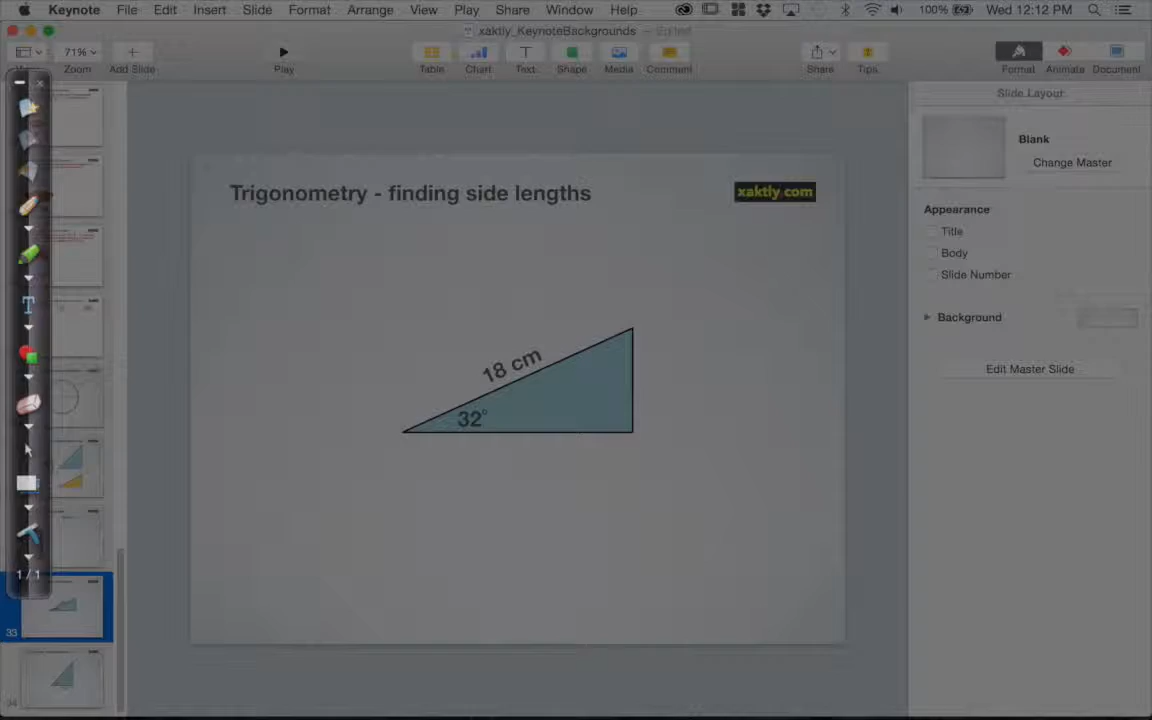 Keynote File Edit Insert Slide Format Arrange View Play Share Window Help 100% Wed 12:12 PM
xaktly_KeynoteBackgrounds — Edited
71%
Zoom Add Slide Play Table Chart Text Shape Media Comment Share Tips Format Animate Document
Slide Layout
Blank
Change Master
Appearance
Title
Body
Slide Number
Background
Edit Master Slide
Trigonometry - finding side lengths
xaktly.com
18 cm
32°
1 / 1
33
34